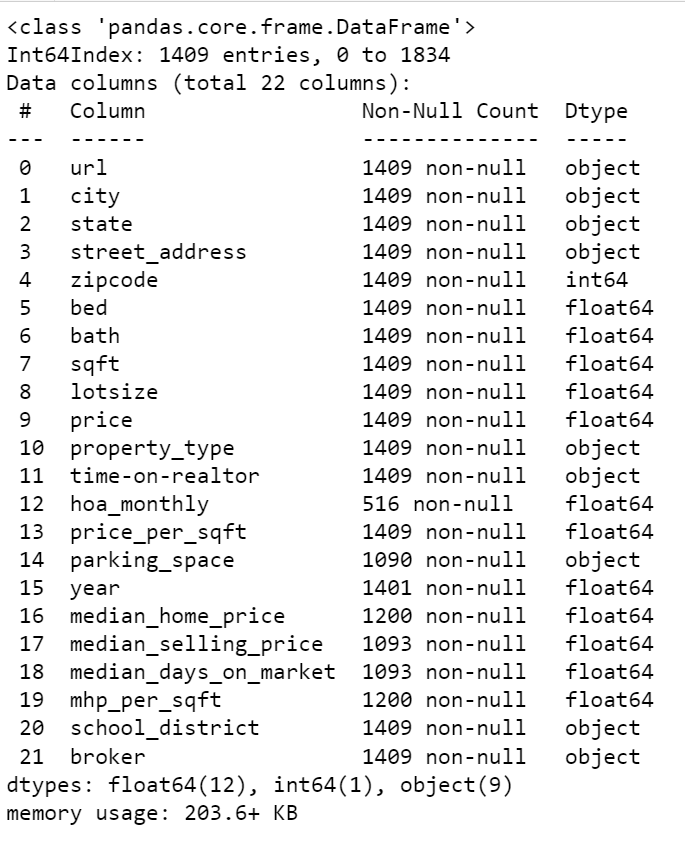 <class 'pandas.core.frame.DataFrame'>
Int64Index: 1409 entries, 0 to 1834
Data columns (total 22 columns):
 #   Column                 Non-Null Count  Dtype
---  ------                 --------------  -----
 0   url                    1409 non-null   object
 1   city                   1409 non-null   object
 2   state                  1409 non-null   object
 3   street_address         1409 non-null   object
 4   zipcode                1409 non-null   int64
 5   bed                    1409 non-null   float64
 6   bath                   1409 non-null   float64
 7   sqft                   1409 non-null   float64
 8   lotsize                1409 non-null   float64
 9   price                  1409 non-null   float64
 10  property_type          1409 non-null   object
 11  time-on-realtor        1409 non-null   object
 12  hoa_monthly            516 non-null    float64
 13  price_per_sqft         1409 non-null   float64
 14  parking_space          1090 non-null   object
 15  year                   1401 non-null   float64
 16  median_home_price      1200 non-null   float64
 17  median_selling_price   1093 non-null   float64
 18  median_days_on_market  1093 non-null   float64
 19  mhp_per_sqft           1200 non-null   float64
 20  school_district        1409 non-null   object
 21  broker                 1409 non-null   object
dtypes: float64(12), int64(1), object(9)
memory usage: 203.6+ KB